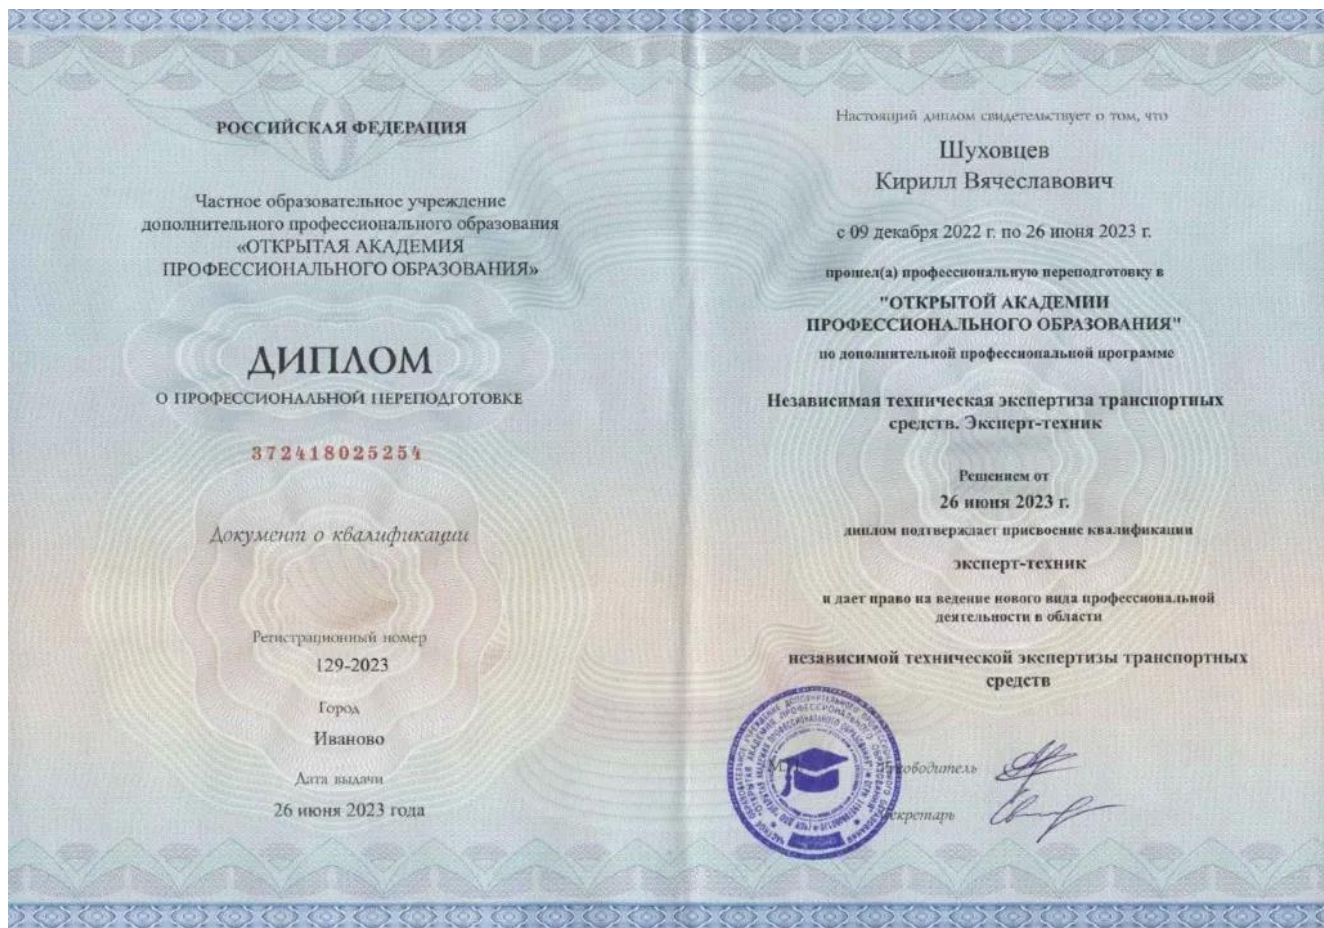 РОССИЙСКАЯ ФЕДЕРАЦИЯ
Частное образовательное учреждение
дополнительного профессионального образования
«ОТКРЫТАЯ АКАДЕМИЯ
ПРОФЕССИОНАЛЬНОГО ОБРАЗОВАНИЯ»
ДИПЛОМ
О ПРОФЕССИОНАЛЬНОЙ ПЕРЕПОДГОТОВКЕ
372418025254
Документ о квалификации
Регистрационный номер
129-2023
Город
Иваново
Дата выдачи
26 июня 2023 года
Настоящий диплом свидетельствует о том, что
Шуховцев
Кирилл Вячеславович
с 09 декабря 2022 г. по 26 июня 2023 г.
прошел(а) профессиональную переподготовку в
"ОТКРЫТОЙ АКАДЕМИИ
ПРОФЕССИОНАЛЬНОГО ОБРАЗОВАНИЯ"
по дополнительной профессиональной программе
Независимая техническая экспертиза транспортных
средств. Эксперт-техник
Решением от
26 июня 2023 г.
диплом подтверждает присвоение квалификации
эксперт-техник
и дает право на ведение нового вида профессиональной
деятельности в области
независимой технической экспертизы транспортных
средств
Руководитель
Секретарь